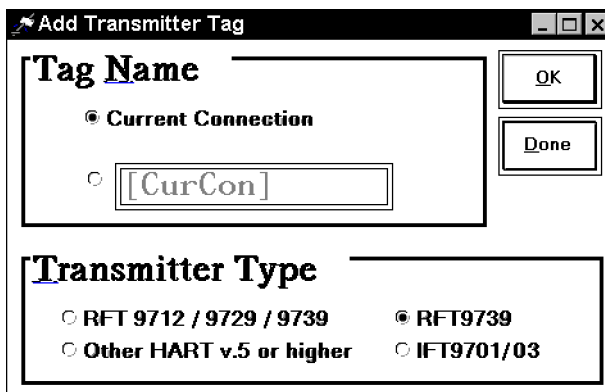 Add Transmitter Tag
Tag Name
OK
Current Connection
Done
[CurCon]
Transmitter Type
RFT 9712 / 9729 / 9739
RFT9739
Other HART v.5 or higher
IFT9701/03